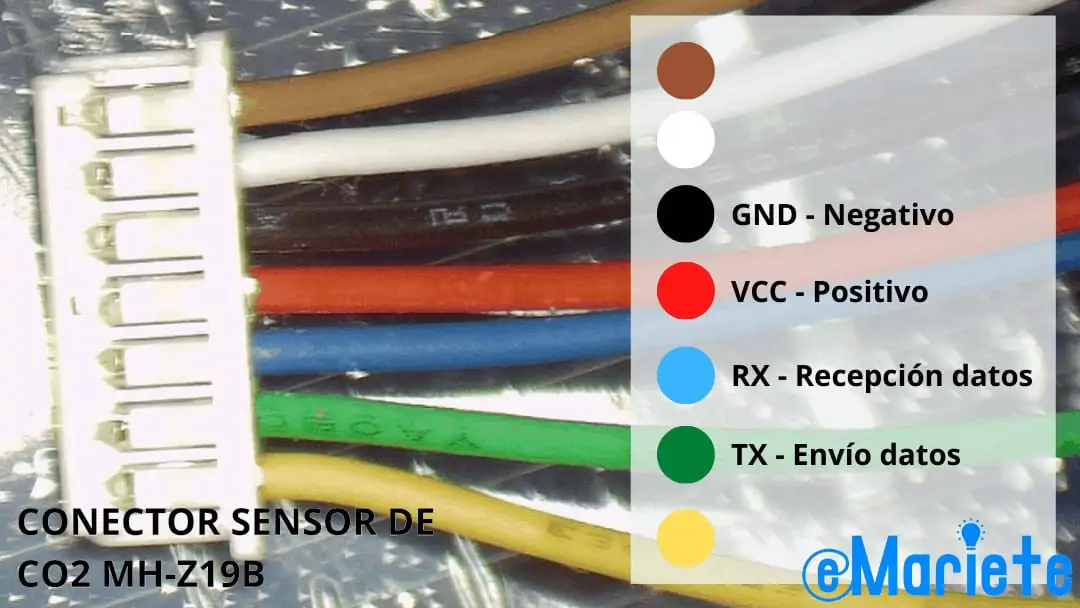 GND - Negativo
VCC - Positivo
RX - Recepción datos
TX - Envío datos
CONECTOR SENSOR DE
CO2 MH-Z19B
@eMariete